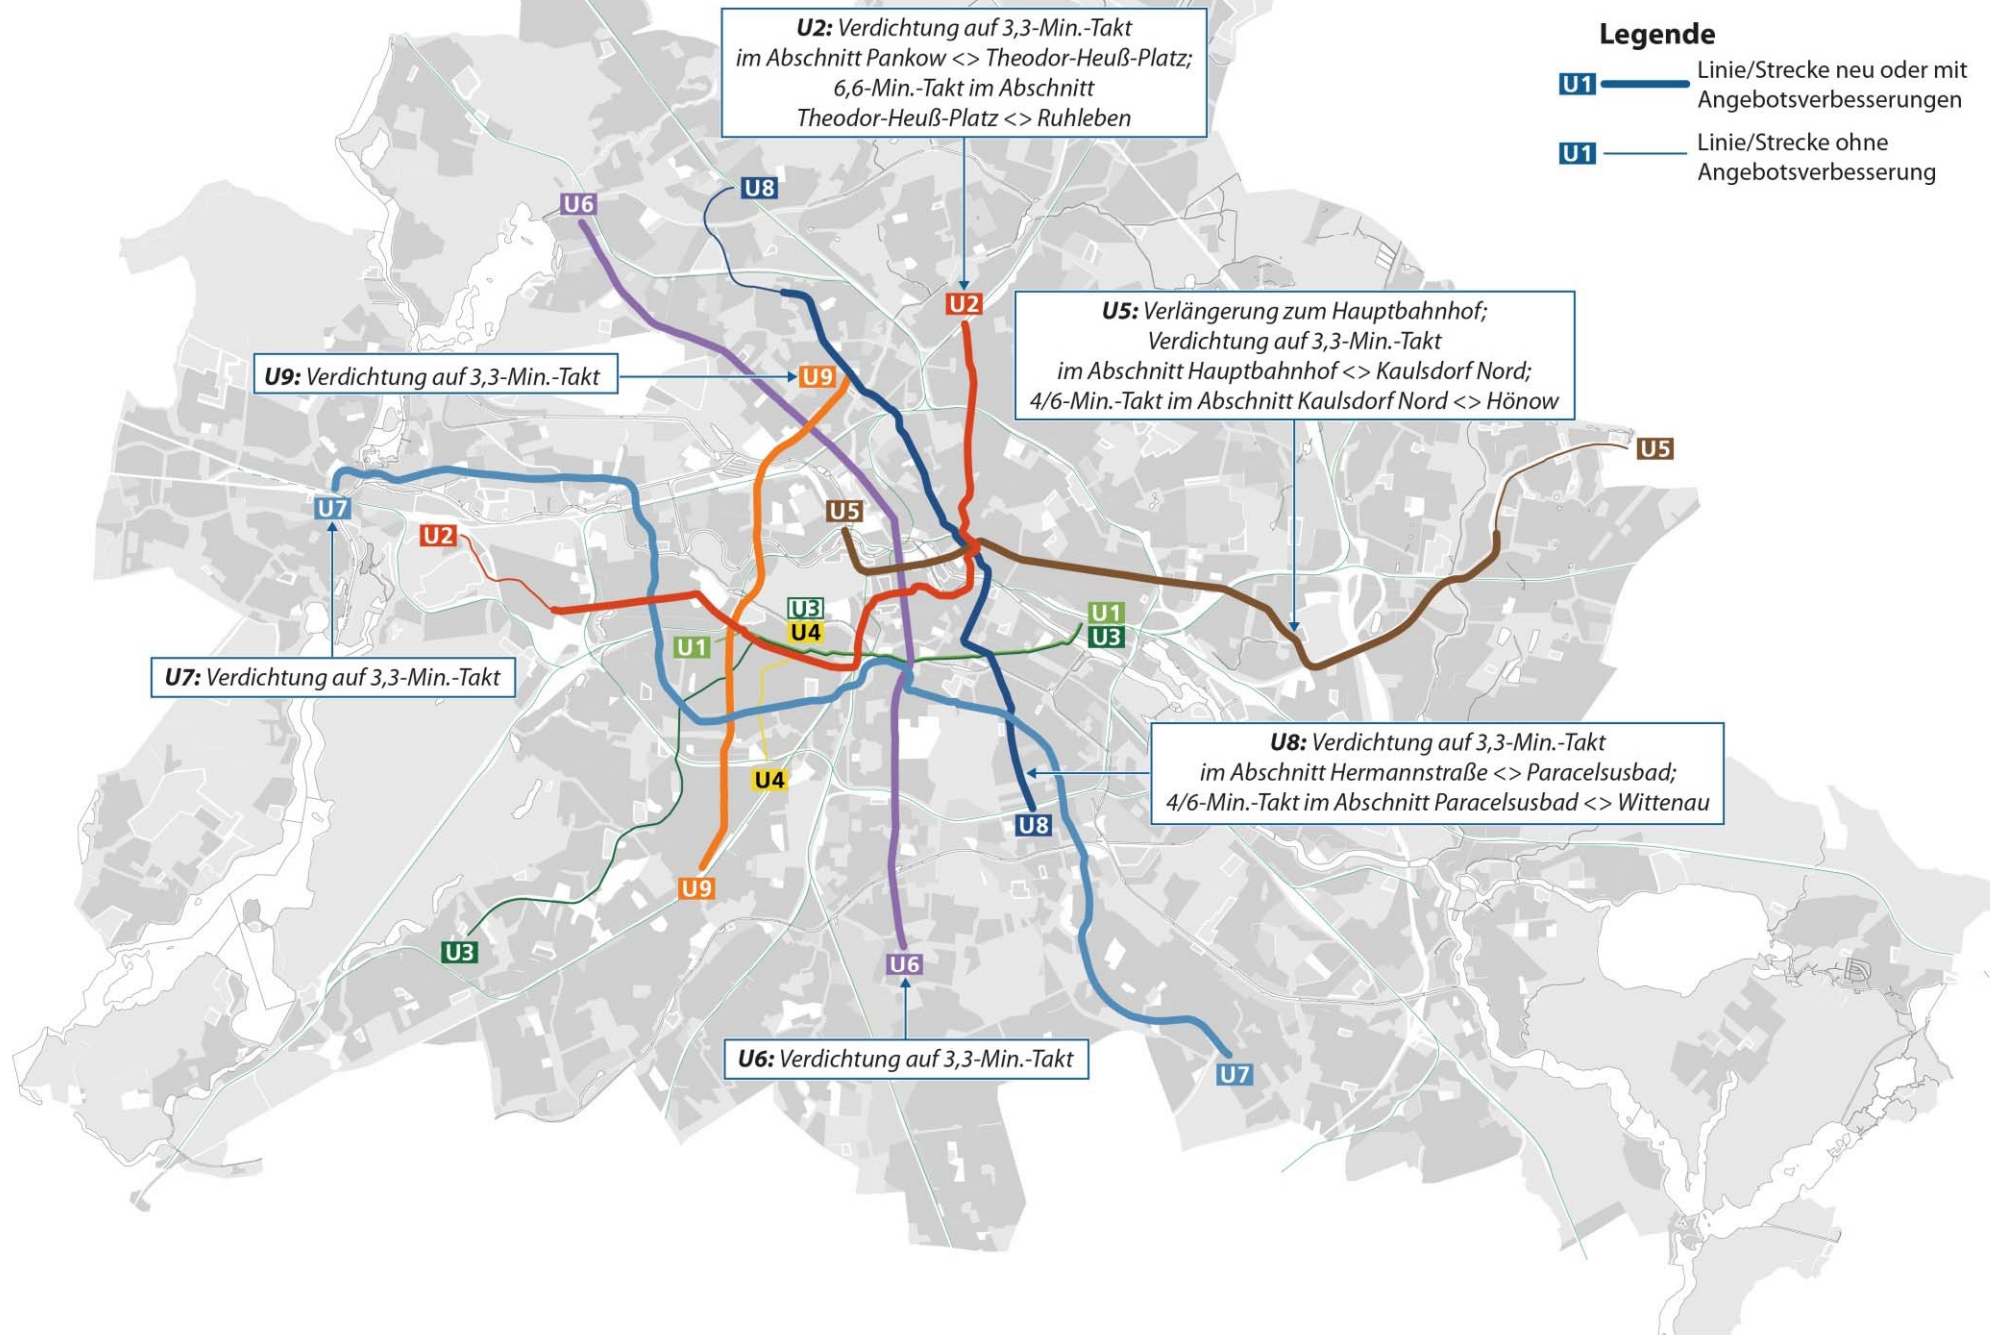 U2: Verdichtung auf 3,3-Min.-Takt
im Abschnitt Pankow <> Theodor-Heuß-Platz;
6,6-Min.-Takt im Abschnitt
Theodor-Heuß-Platz <> Ruhleben
Legende
U1 Linie/Strecke neu oder mit
Angebotsverbesserungen
U1 Linie/Strecke ohne
Angebotsverbesserung
U8
U6
U2
U5: Verlängerung zum Hauptbahnhof;
Verdichtung auf 3,3-Min.-Takt
im Abschnitt Hauptbahnhof <> Kaulsdorf Nord;
4/6-Min.-Takt im Abschnitt Kaulsdorf Nord <> Hönow
U9: Verdichtung auf 3,3-Min.-Takt
U9
U5
U7
U5
U2
U3
U4
U1
U1
U3
U7: Verdichtung auf 3,3-Min.-Takt
U8: Verdichtung auf 3,3-Min.-Takt
im Abschnitt Hermannstraße <> Paracelsusbad;
4/6-Min.-Takt im Abschnitt Paracelsusbad <> Wittenau
U4
U8
U9
U3
U6
U6: Verdichtung auf 3,3-Min.-Takt
U7